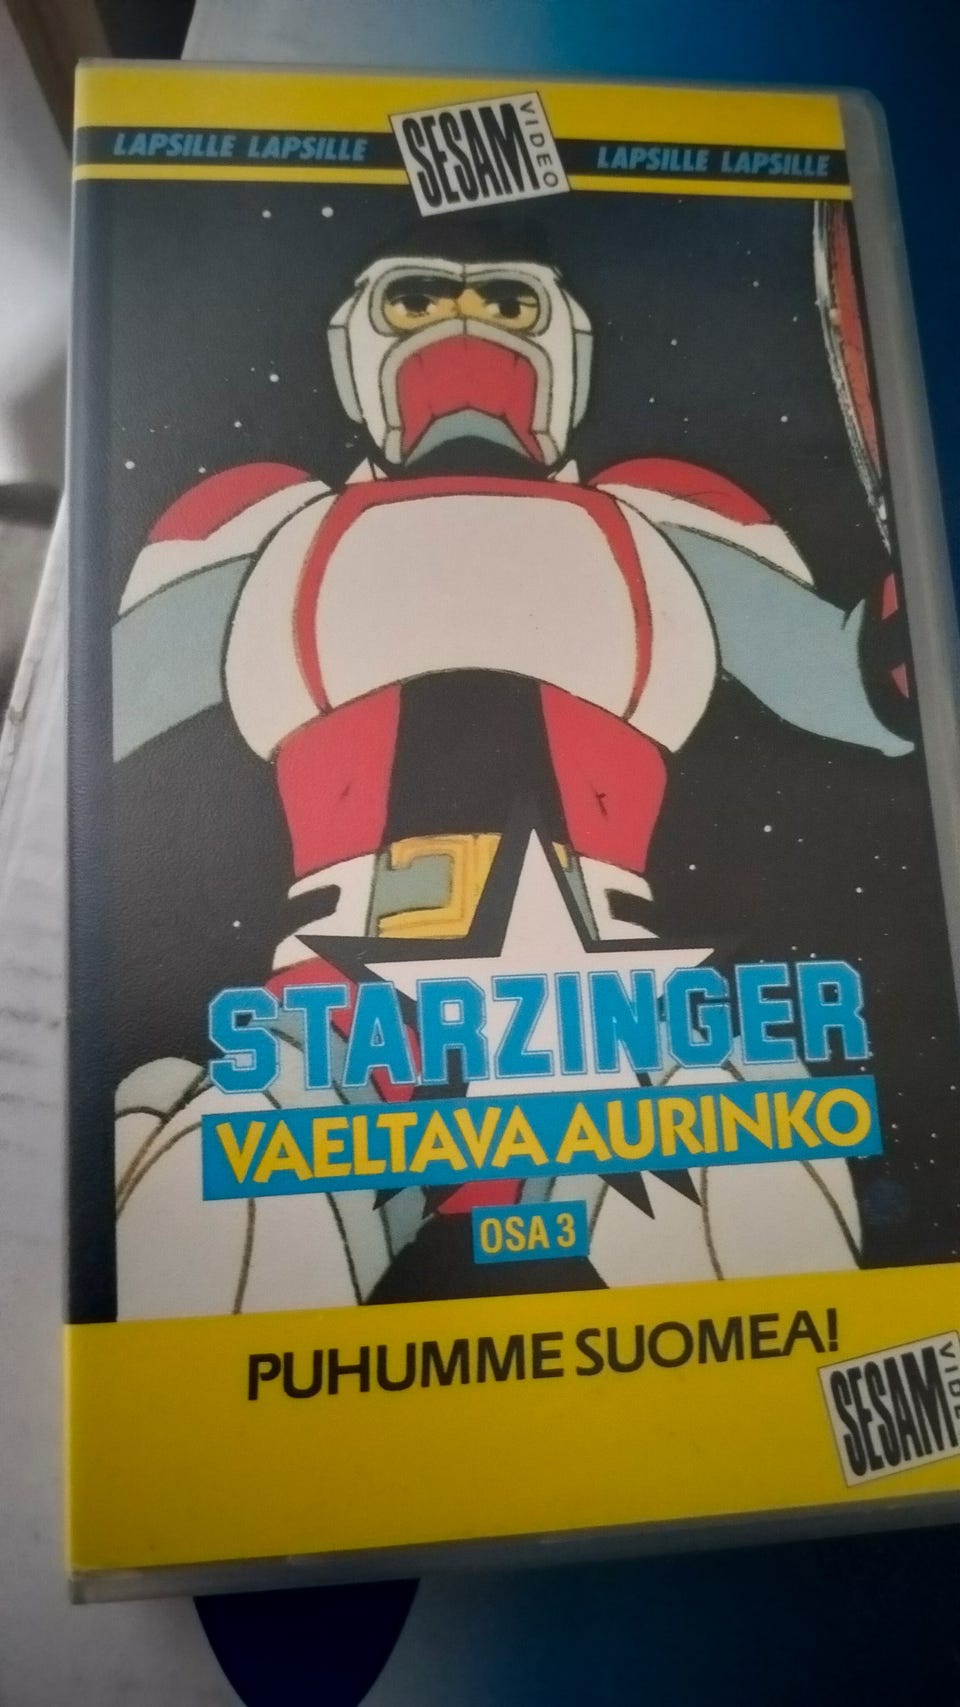 LAPSILLE LAPSILLE SESAM VIDEO LAPSILLE LAPSILLE
STARZINGER
VAELTAVA AURINKO
OSA 3
PUHUMME SUOMEA!
SESAM